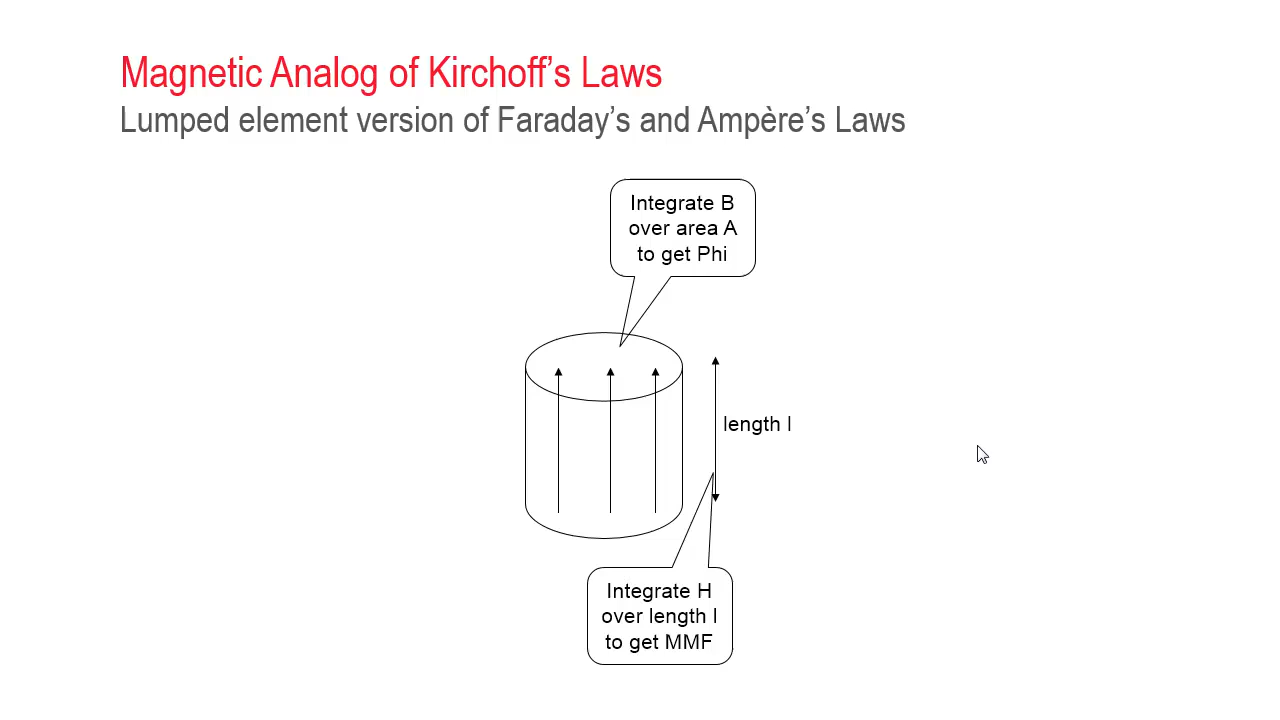 Magnetic Analog of Kirchoff's Laws
Lumped element version of Faraday's and Ampère's Laws
Integrate B
over area A
to get Phi
length l
Integrate H
over length l
to get MMF